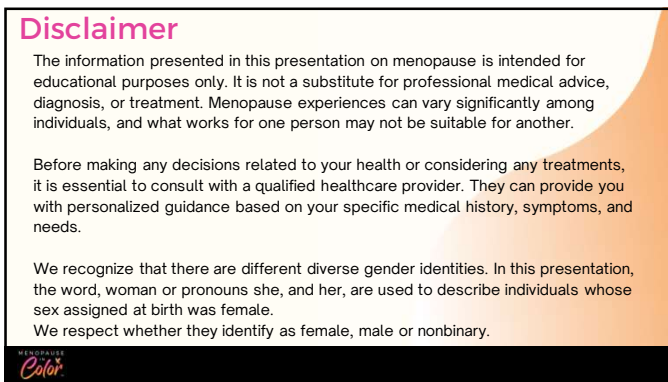 Disclaimer
The information presented in this presentation on menopause is intended for
educational purposes only. It is not a substitute for professional medical advice,
diagnosis, or treatment. Menopause experiences can vary significantly among
individuals, and what works for one person may not be suitable for another.
Before making any decisions related to your health or considering any treatments,
it is essential to consult with a qualified healthcare provider. They can provide you
with personalized guidance based on your specific medical history, symptoms, and
needs.
We recognize that there are different diverse gender identities. In this presentation,
the word, woman or pronouns she, and her, are used to describe individuals whose
sex assigned at birth was female.
We respect whether they identify as female, male or nonbinary.
MENOPAUSE
IN
Color